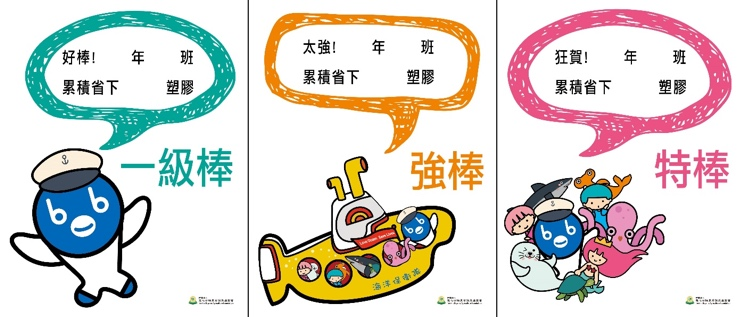 好棒! 年 班
累積省下 塑膠
一級棒
太強! 年 班
累積省下 塑膠
強棒
海洋保衛隊
狂賀! 年 班
累積省下 塑膠
特棒